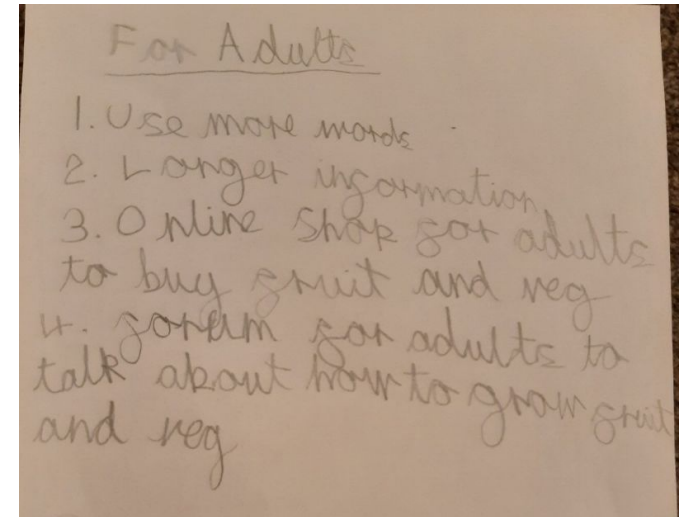 For Adults
1. Use more words
2. Longer information
3. Online shop for adults
to buy fruit and veg
4. forum for adults to
talk about how to grow fruit
and veg